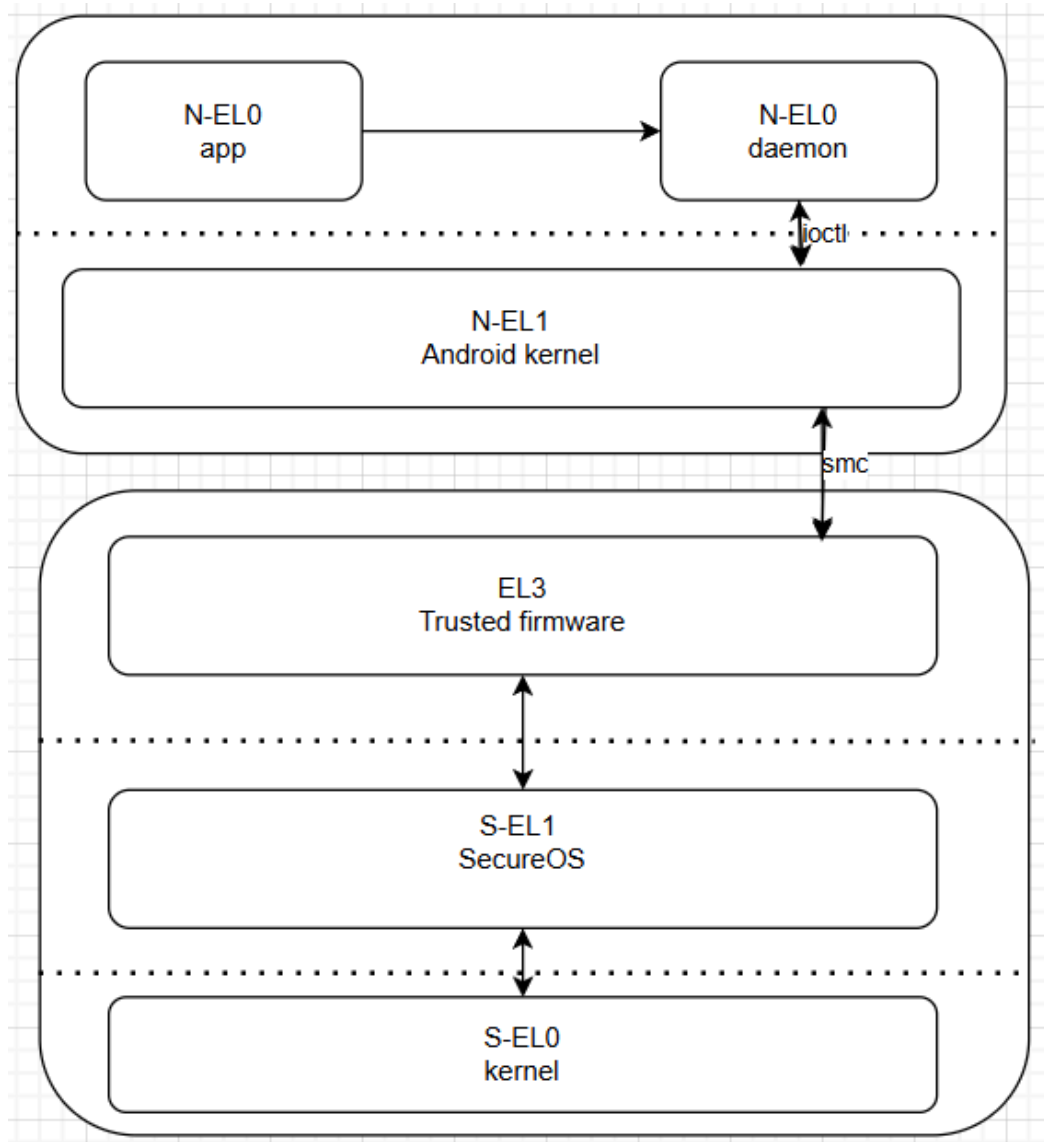 N-EL0
app
N-EL0
daemon
ioctl
N-EL1
Android kernel
smc
EL3
Trusted firmware
S-EL1
SecureOS
S-EL0
kernel